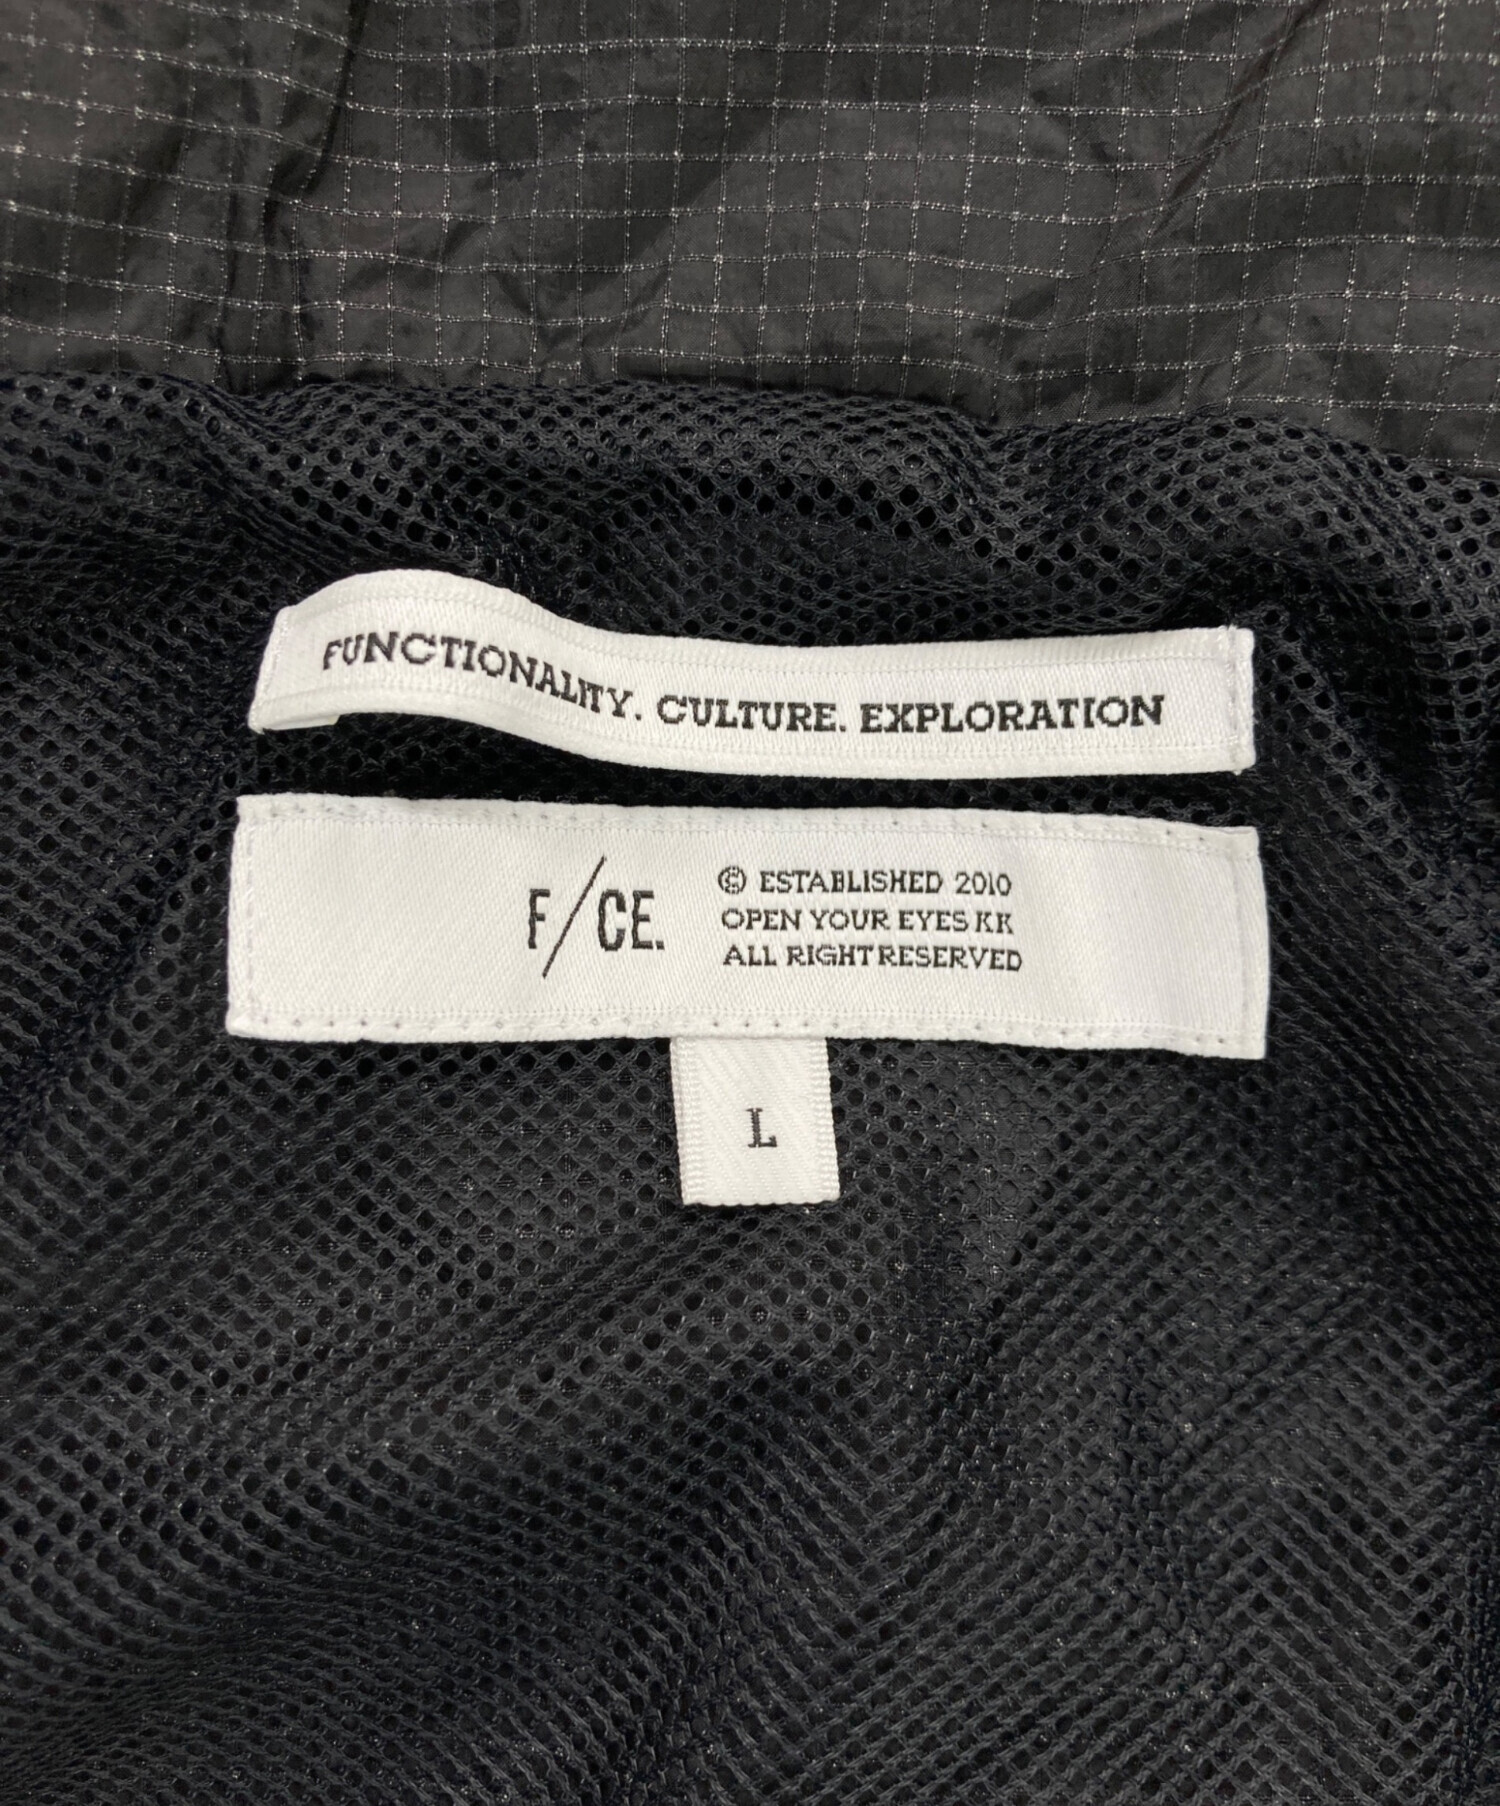 FUNCTIONALITY. CULTURE. EXPLORATION
F/CE.
© ESTABLISHED 2010
OPEN YOUR EYES KK
ALL RIGHT RESERVED
L